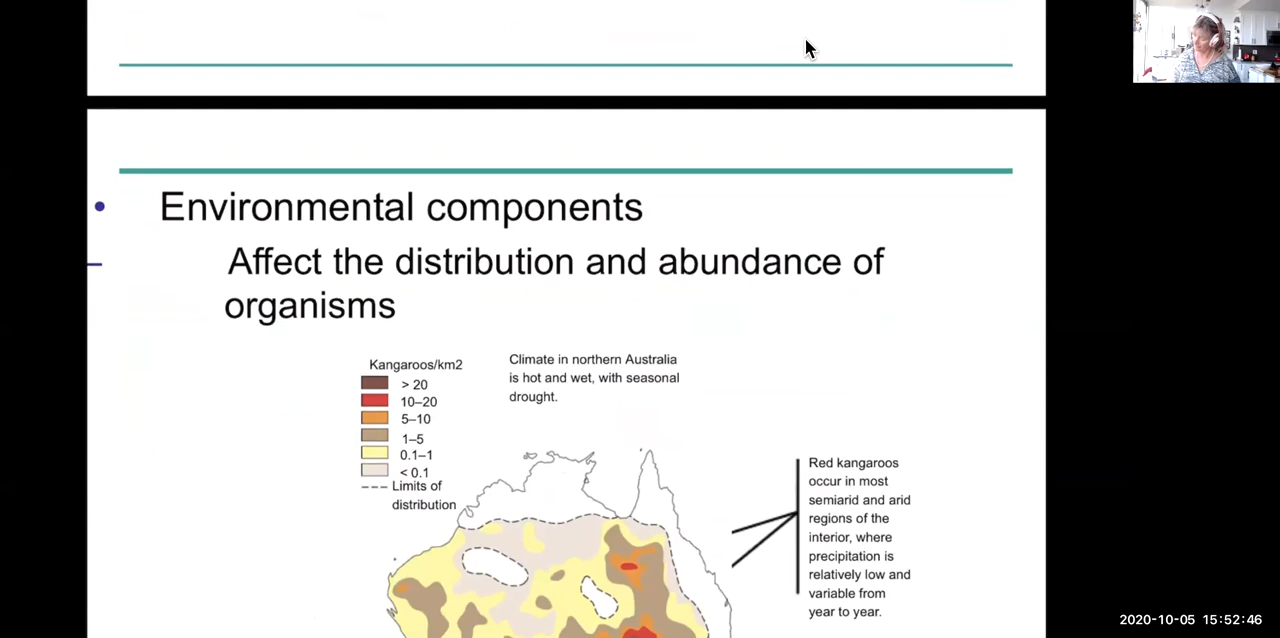 Environmental components
Affect the distribution and abundance of
organisms
Kangaroos/km2
> 20
10–20
5–10
1–5
0.1–1
< 0.1
Limits of
distribution
Climate in northern Australia
is hot and wet, with seasonal
drought.
Red kangaroos
occur in most
semiarid and arid
regions of the
interior, where
precipitation is
relatively low and
variable from
year to year.
2020-10-05 15:52:46